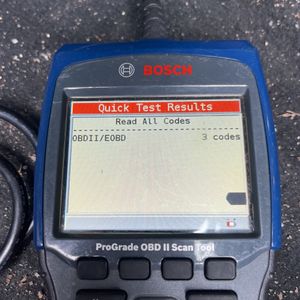 BOSCH
Quick Test Results
Read All Codes
OBDII/EOBD 3 codes
ProGrade OBD II Scan Tool